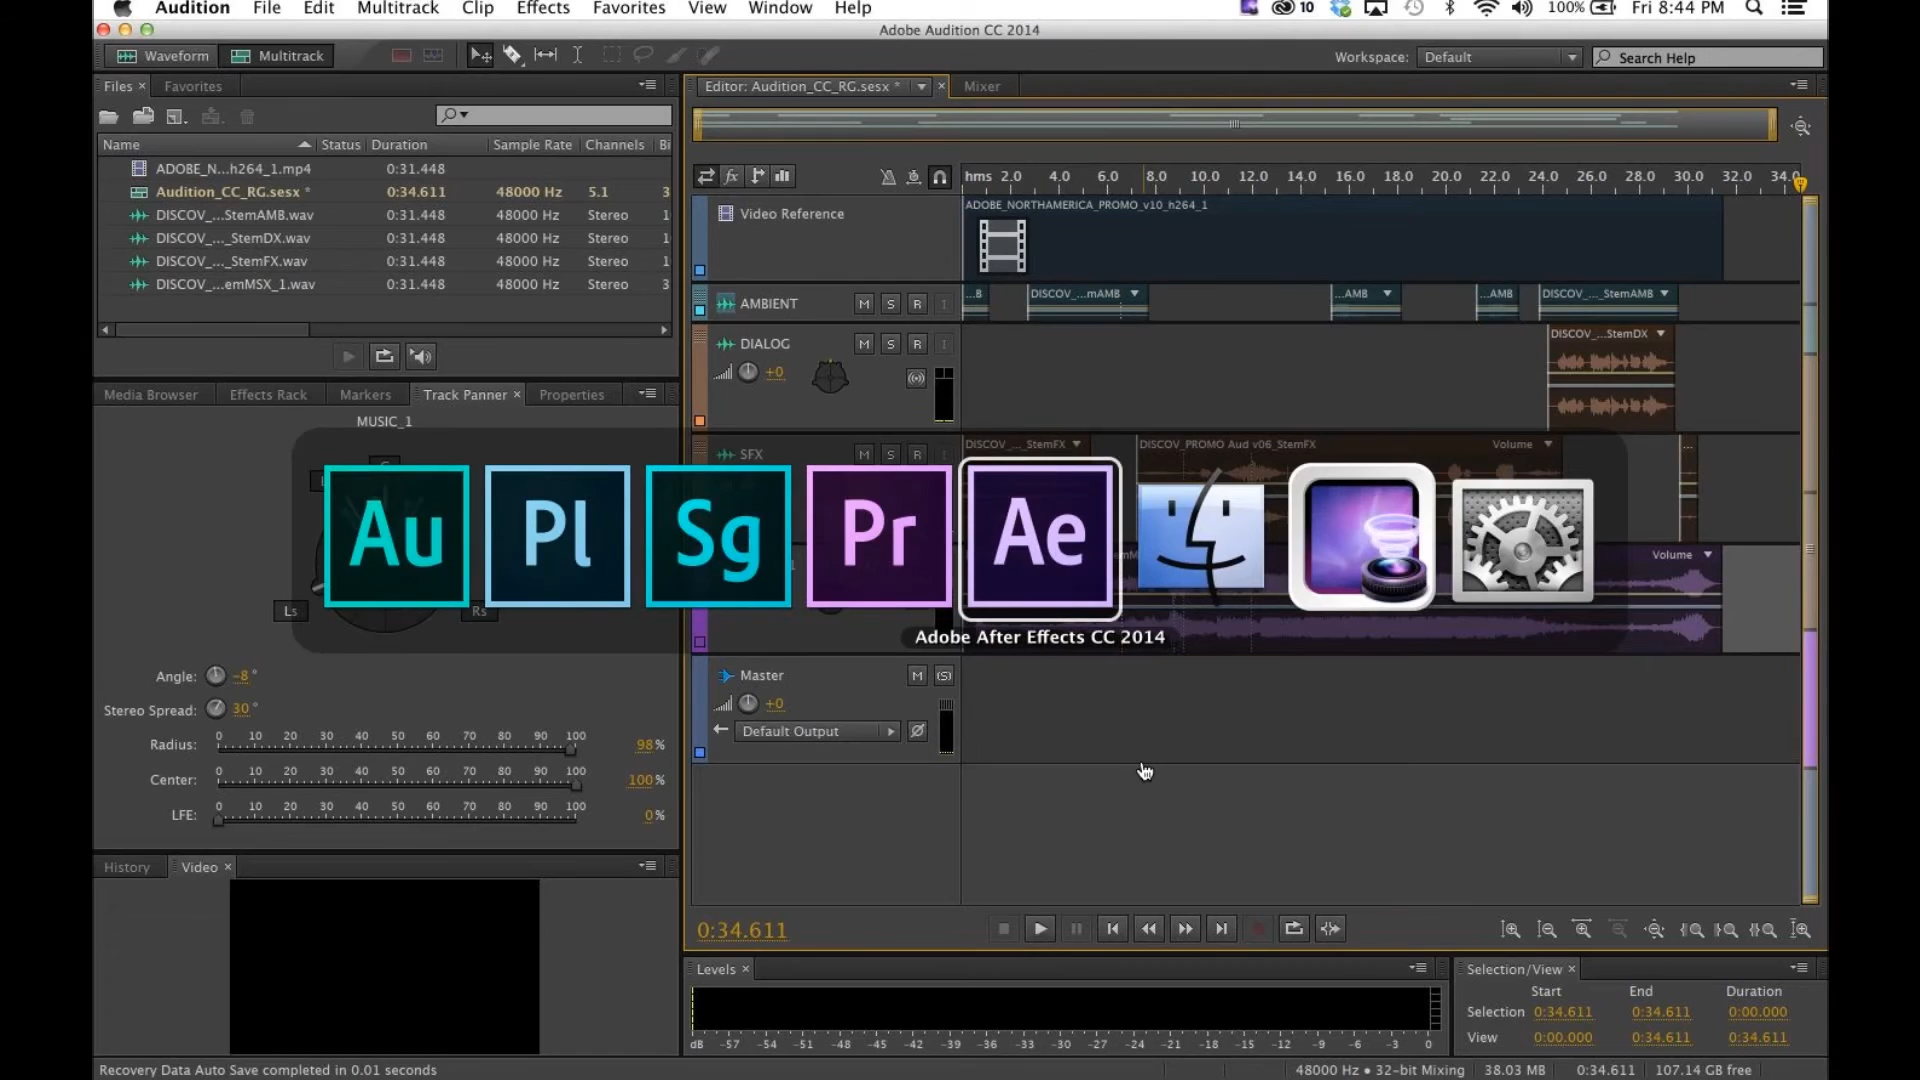 Audition File Edit Multitrack Clip Effects Favorites View Window Help 10 100% Fri 8:44 PM
Adobe Audition CC 2014
Waveform Multitrack Workspace: Default Search Help
Files × Favorites
Editor: Audition_CC_RG.sesx * × Mixer
Name Status Duration Sample Rate Channels Bi
ADOBE_N...h264_1.mp4 0:31.448
Audition_CC_RG.sesx * 0:34.611 48000 Hz 5.1 3
DISCOV_...StemAMB.wav 0:31.448 48000 Hz Stereo 1
DISCOV_..._StemDX.wav 0:31.448 48000 Hz Stereo 1
DISCOV_..._StemFX.wav 0:31.448 48000 Hz Stereo 1
DISCOV_...emMSX_1.wav 0:31.448 48000 Hz Stereo 3
fx hms 2.0 4.0 6.0 8.0 10.0 12.0 14.0 16.0 18.0 20.0 22.0 24.0 26.0 28.0 30.0 32.0 34.0
Video Reference ADOBE_NORTHAMERICA_PROMO_v10_h264_1
AMBIENT M S R I ...B DISCOV_...mAMB ...AMB ...AMB DISCOV_..._StemAMB
DIALOG M S R I DISCOV_...StemDX
+0
SFX M S R I DISCOV_..._StemFX DISCOV_PROMO Aud v06_StemFX Volume ...
Volume
Media Browser Effects Rack Markers Track Panner × Properties
MUSIC_1
Ls Rs
Au Pl Sg Pr Ae
Adobe After Effects CC 2014
Master M (S)
+0
Default Output
Angle: -8 °
Stereo Spread: 30 °
Radius: 0 10 20 30 40 50 60 70 80 90 100 98 %
Center: 0 10 20 30 40 50 60 70 80 90 100 100 %
LFE: 0 10 20 30 40 50 60 70 80 90 100 0 %
History Video ×
0:34.611
Levels ×
dB -57 -54 -51 -48 -45 -42 -39 -36 -33 -30 -27 -24 -21 -18 -15 -12 -9 -6 -3 0
Selection/View ×
Start End Duration
Selection 0:34.611 0:34.611 0:00.000
View 0:00.000 0:34.611 0:34.611
Recovery Data Auto Save completed in 0.01 seconds
48000 Hz • 32-bit Mixing 38.03 MB 0:34.611 107.14 GB free